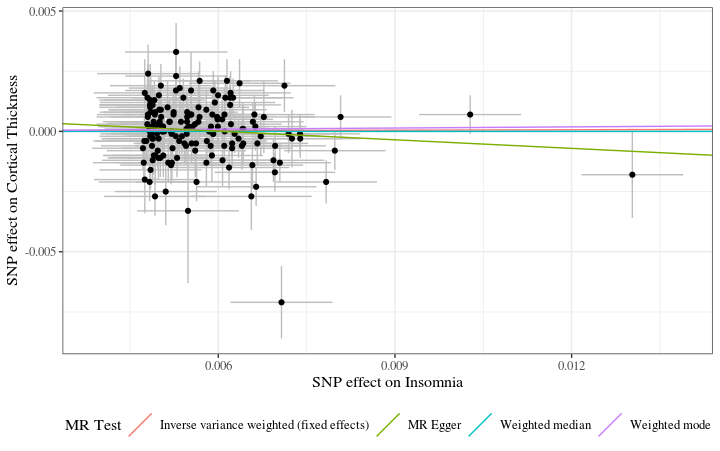 0.005
0.000
-0.005
SNP effect on Cortical Thickness
0.006
0.009
0.012
SNP effect on Insomnia
MR Test
Inverse variance weighted (fixed effects)
MR Egger
Weighted median
Weighted mode